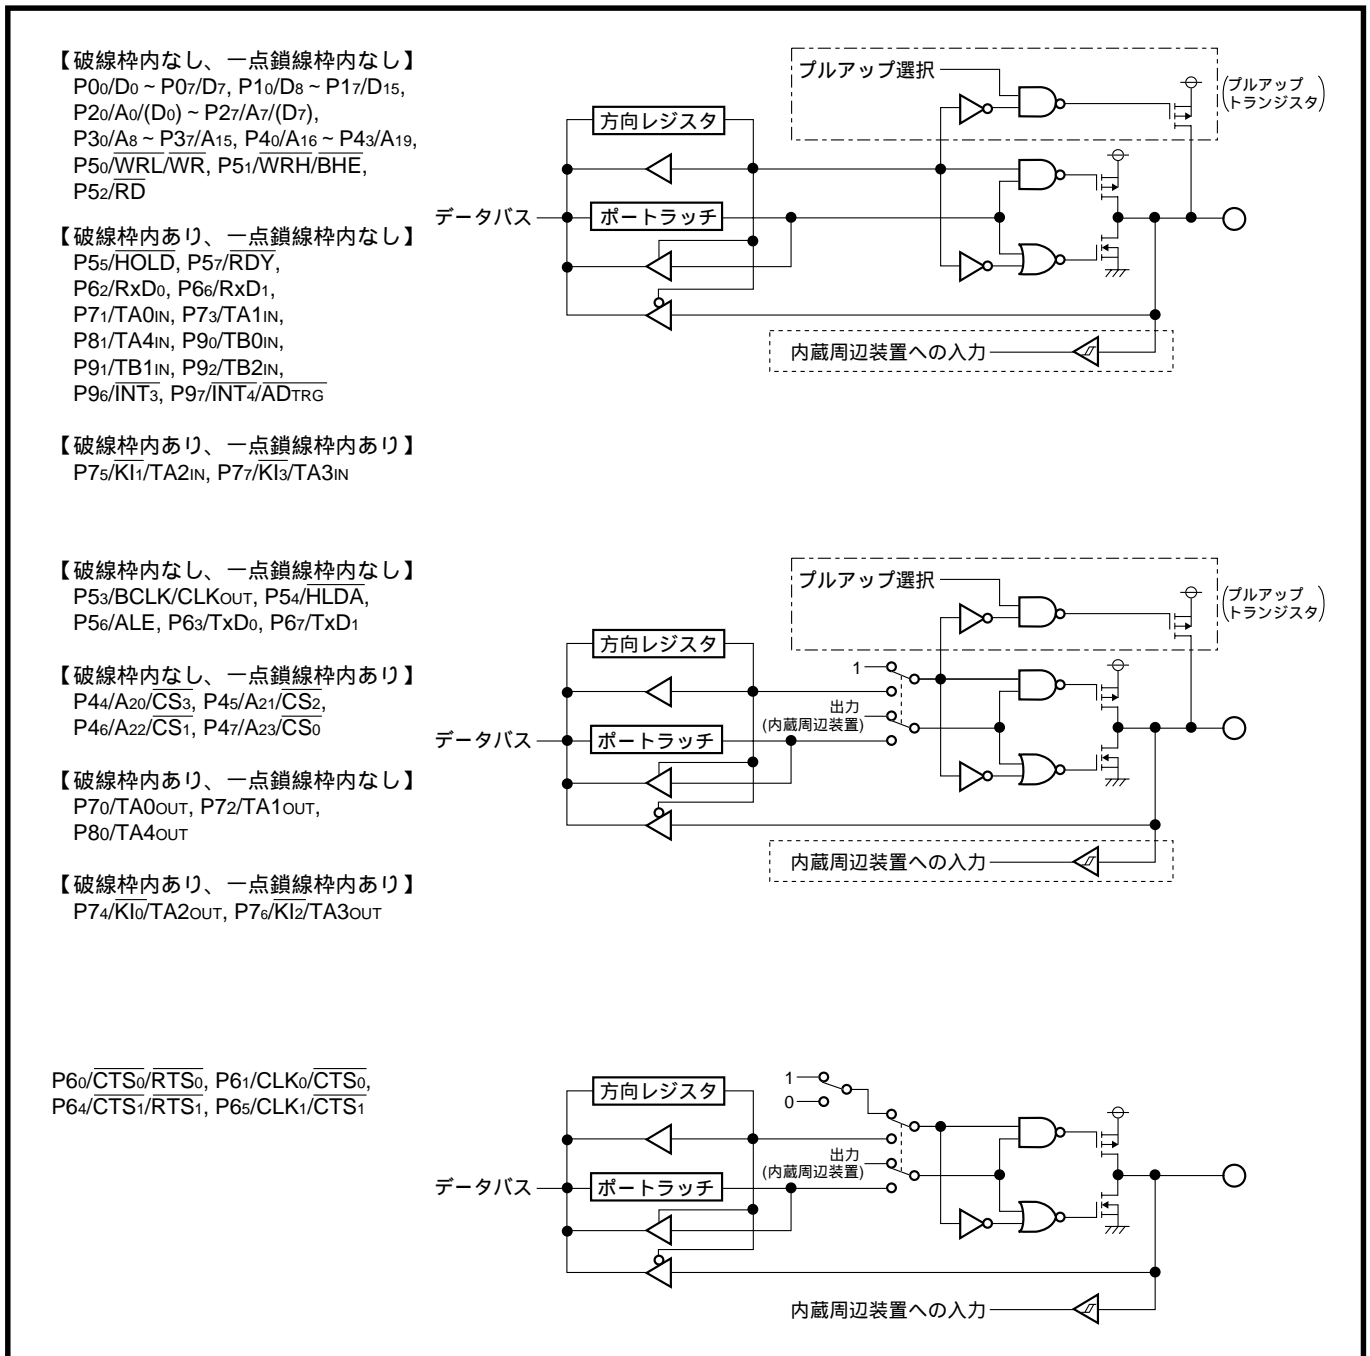 【破線枠内なし、一点鎖線枠内なし】
P00/D0 ~ P07/D7, P10/D8 ~ P17/D15,
P20/A0/(D0) ~ P27/A7/(D7),
P30/A8 ~ P37/A15, P40/A16 ~ P43/A19,
P50/WRL/WR, P51/WRH/BHE,
P52/RD
【破線枠内あり、一点鎖線枠内なし】
P55/HOLD, P57/RDY,
P62/RxD0, P66/RxD1,
P71/TA0IN, P73/TA1IN,
P81/TA4IN, P90/TB0IN,
P91/TB1IN, P92/TB2IN,
P96/INT3, P97/INT4/ADTRG
【破線枠内あり、一点鎖線枠内あり】
P75/KI1/TA2IN, P77/KI3/TA3IN
プルアップ選択
(プルアップ
トランジスタ)
方向レジスタ
データバス
ポートラッチ
内蔵周辺装置への入力
【破線枠内なし、一点鎖線枠内なし】
P53/BCLK/CLKOUT, P54/HLDA,
P56/ALE, P63/TxD0, P67/TxD1
【破線枠内なし、一点鎖線枠内あり】
P44/A20/CS3, P45/A21/CS2,
P46/A22/CS1, P47/A23/CS0
【破線枠内あり、一点鎖線枠内なし】
P70/TA0OUT, P72/TA1OUT,
P80/TA4OUT
【破線枠内あり、一点鎖線枠内あり】
P74/KI0/TA2OUT, P76/KI2/TA3OUT
プルアップ選択
(プルアップ
トランジスタ)
方向レジスタ
1
出力
(内蔵周辺装置)
データバス
ポートラッチ
内蔵周辺装置への入力
P60/CTS0/RTS0, P61/CLK0/CTS0,
P64/CTS1/RTS1, P65/CLK1/CTS1
方向レジスタ
1
0
出力
(内蔵周辺装置)
データバス
ポートラッチ
内蔵周辺装置への入力